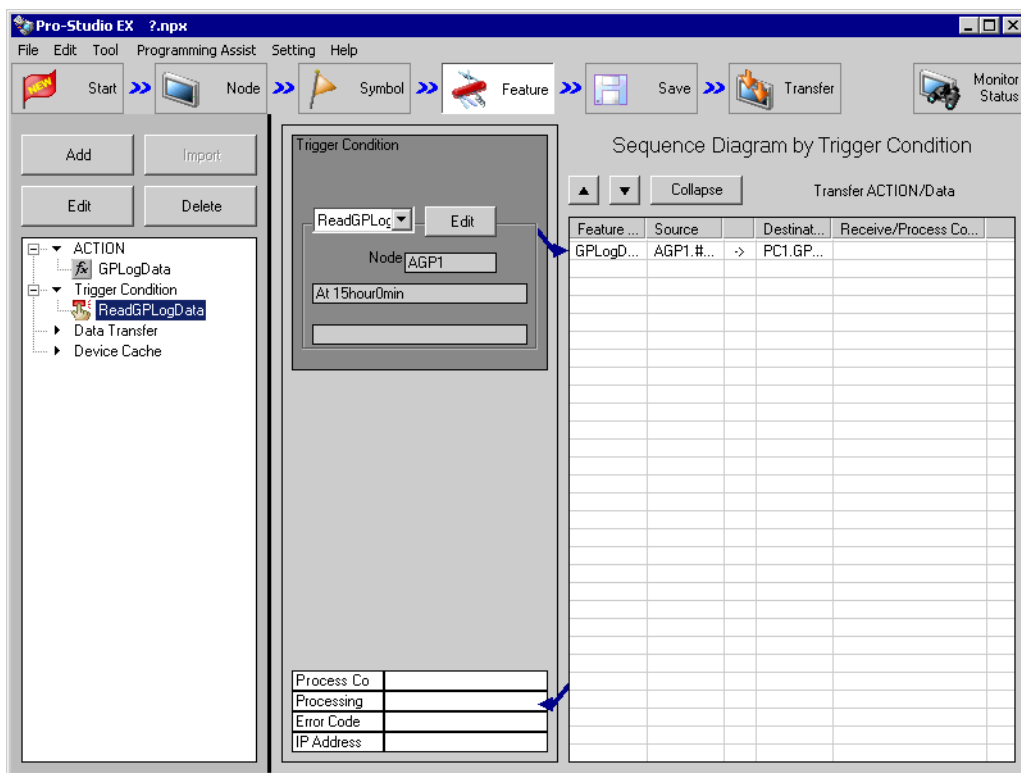 Pro-Studio EX ?.npx
File Edit Tool Programming Assist Setting Help
NEW Start Node Symbol Feature Save Transfer Monitor Status
Add Import
Edit Delete
ACTION
fx GPLogData
Trigger Condition
ReadGPLogData
Data Transfer
Device Cache
Trigger Condition
ReadGPLog Edit
Node AGP1
At 15hour0min
Process Co
Processing
Error Code
IP Address
Sequence Diagram by Trigger Condition
Collapse Transfer ACTION/Data
Feature ... Source Destinat... Receive/Process Co...
GPLogD... AGP1.#... -> PC1.GP...